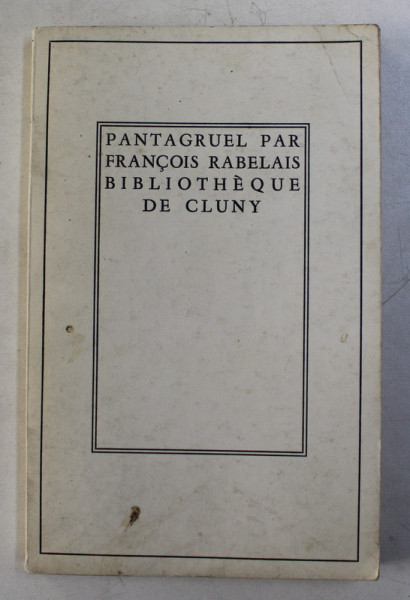 PANTAGRUEL PAR
FRANÇOIS RABELAIS
BIBLIOTHÈQUE
DE CLUNY